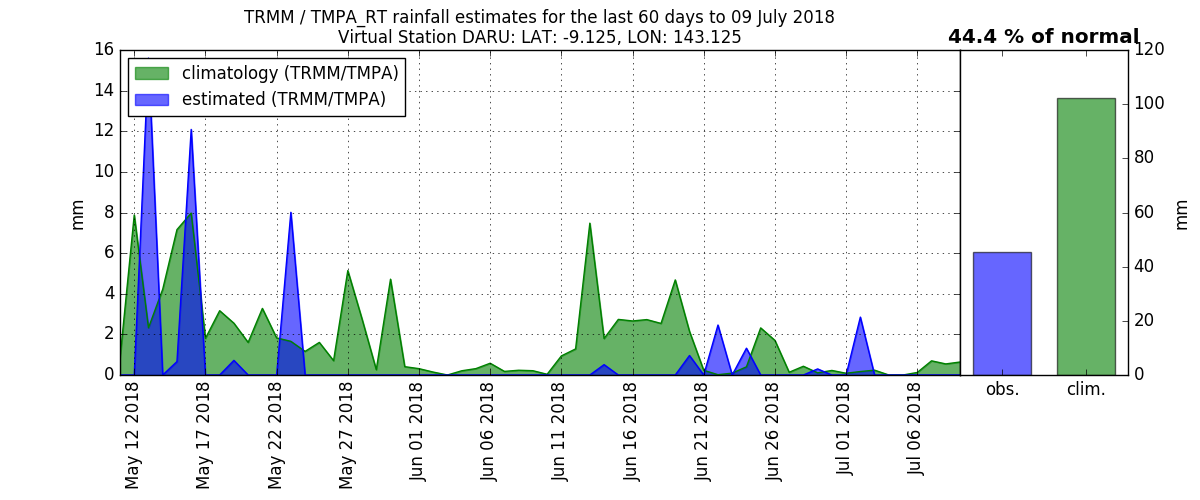 TRMM / TMPA_RT rainfall estimates for the last 60 days to 09 July 2018
Virtual Station DARU: LAT: -9.125, LON: 143.125
44.4 % of normal
climatology (TRMM/TMPA)
estimated (TRMM/TMPA)
mm
16
14
12
10
8
6
4
2
0
May 12 2018
May 17 2018
May 22 2018
May 27 2018
Jun 01 2018
Jun 06 2018
Jun 11 2018
Jun 16 2018
Jun 21 2018
Jun 26 2018
Jul 01 2018
Jul 06 2018
obs.
clim.
120
100
80
60
40
20
0
mm